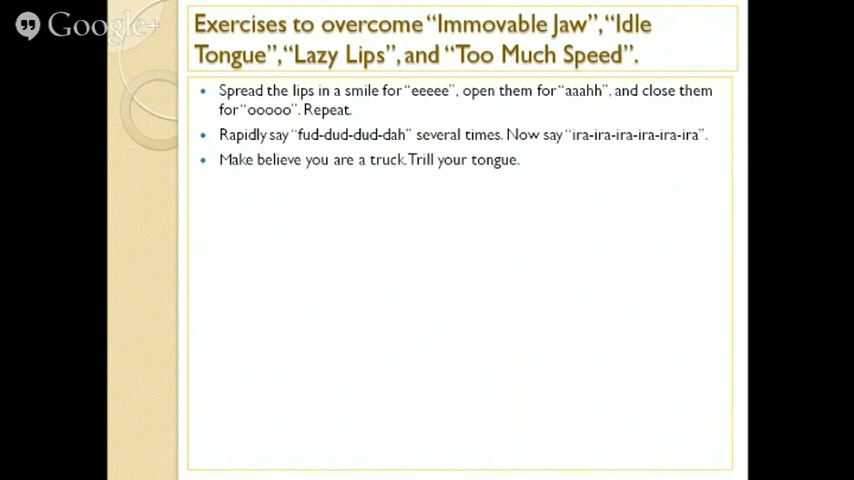 Google+
Exercises to overcome “Immovable Jaw”, “Idle
Tongue”, “Lazy Lips”, and “Too Much Speed”.
Spread the lips in a smile for “eeeee”, open them for “aaahh”, and close them
for “ooooo”. Repeat.
Rapidly say “fud-dud-dud-dah” several times. Now say “ira-ira-ira-ira-ira-ira”.
Make believe you are a truck. Trill your tongue.